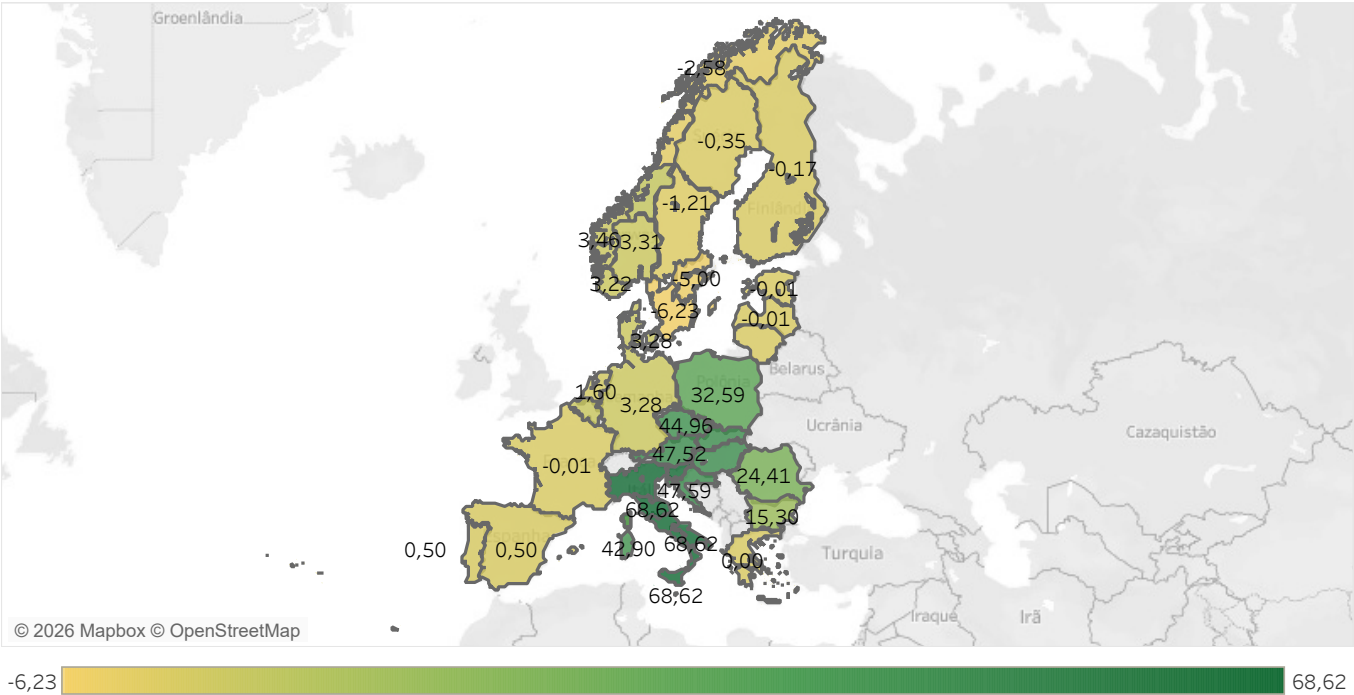 Groenlândia
-2,58
-0,35
-0,17
-1,21
Finlând
3,46
3,31
3,22
-5,00
-0,01
-6,23
-0,01
3,28
Belarus
Polônia
1,60
32,59
3,28
44,96
Ucrânia
Cazaquistão
47,52
-0,01
24,41
47,59
68,62
15,30
spanha
0,50
0,50
42,90
68,62
0,00
Turquia
68,62
Iraque
Irã
© 2026 Mapbox © OpenStreetMap
-6,23
68,62